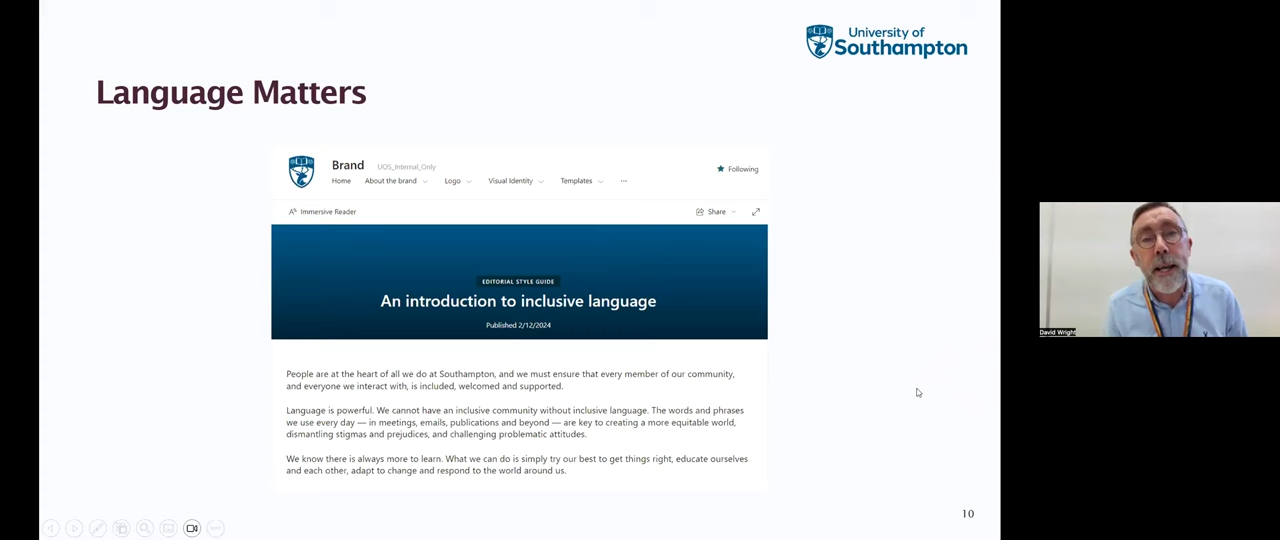 University of
Southampton
Language Matters
Brand UOS_Internal_Only
Following
Home About the brand Logo Visual Identity Templates ...
Immersive Reader
Share
EDITORIAL STYLE GUIDE
An introduction to inclusive language
Published 2/12/2024
People are at the heart of all we do at Southampton, and we must ensure that every member of our community,
and everyone we interact with, is included, welcomed and supported.
Language is powerful. We cannot have an inclusive community without inclusive language. The words and phrases
we use every day — in meetings, emails, publications and beyond — are key to creating a more equitable world,
dismantling stigmas and prejudices, and challenging problematic attitudes.
We know there is always more to learn. What we can do is simply try our best to get things right, educate ourselves
and each other, adapt to change and respond to the world around us.
10
David Wright